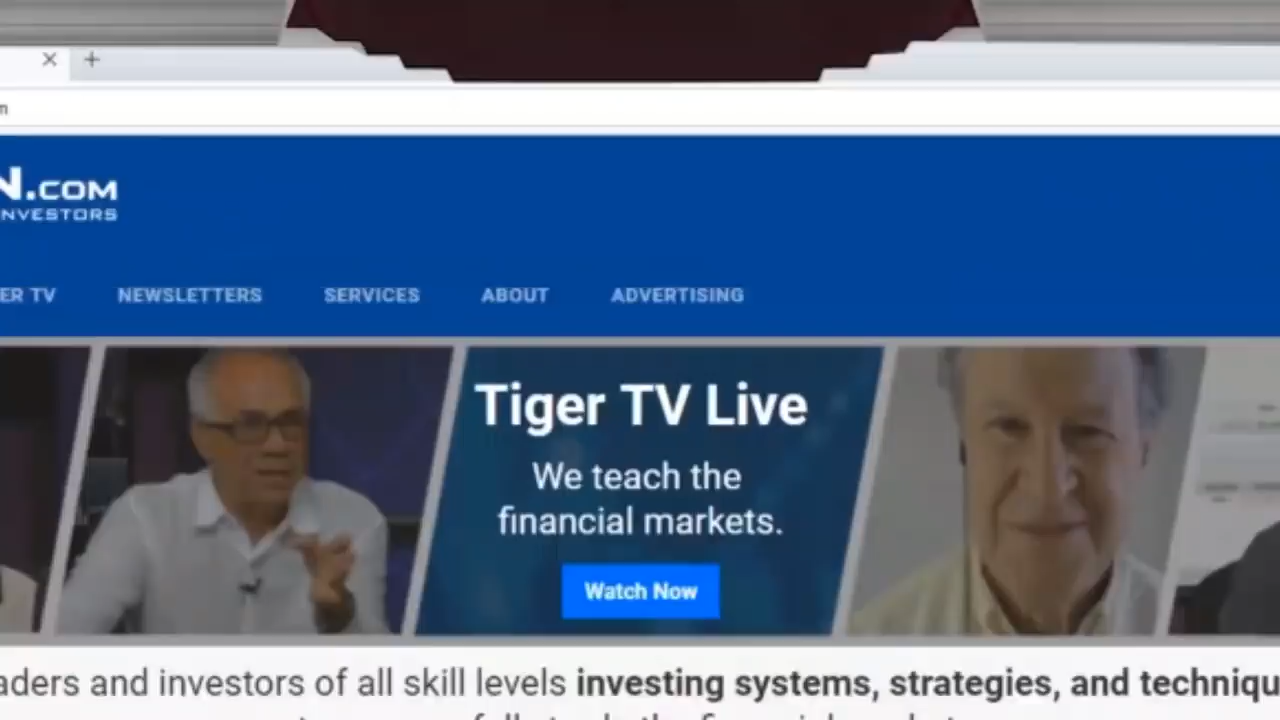 N.COM
INVESTORS
ER TV NEWSLETTERS SERVICES ABOUT ADVERTISING
Tiger TV Live
We teach the
financial markets.
Watch Now
aders and investors of all skill levels investing systems, strategies, and techniqu